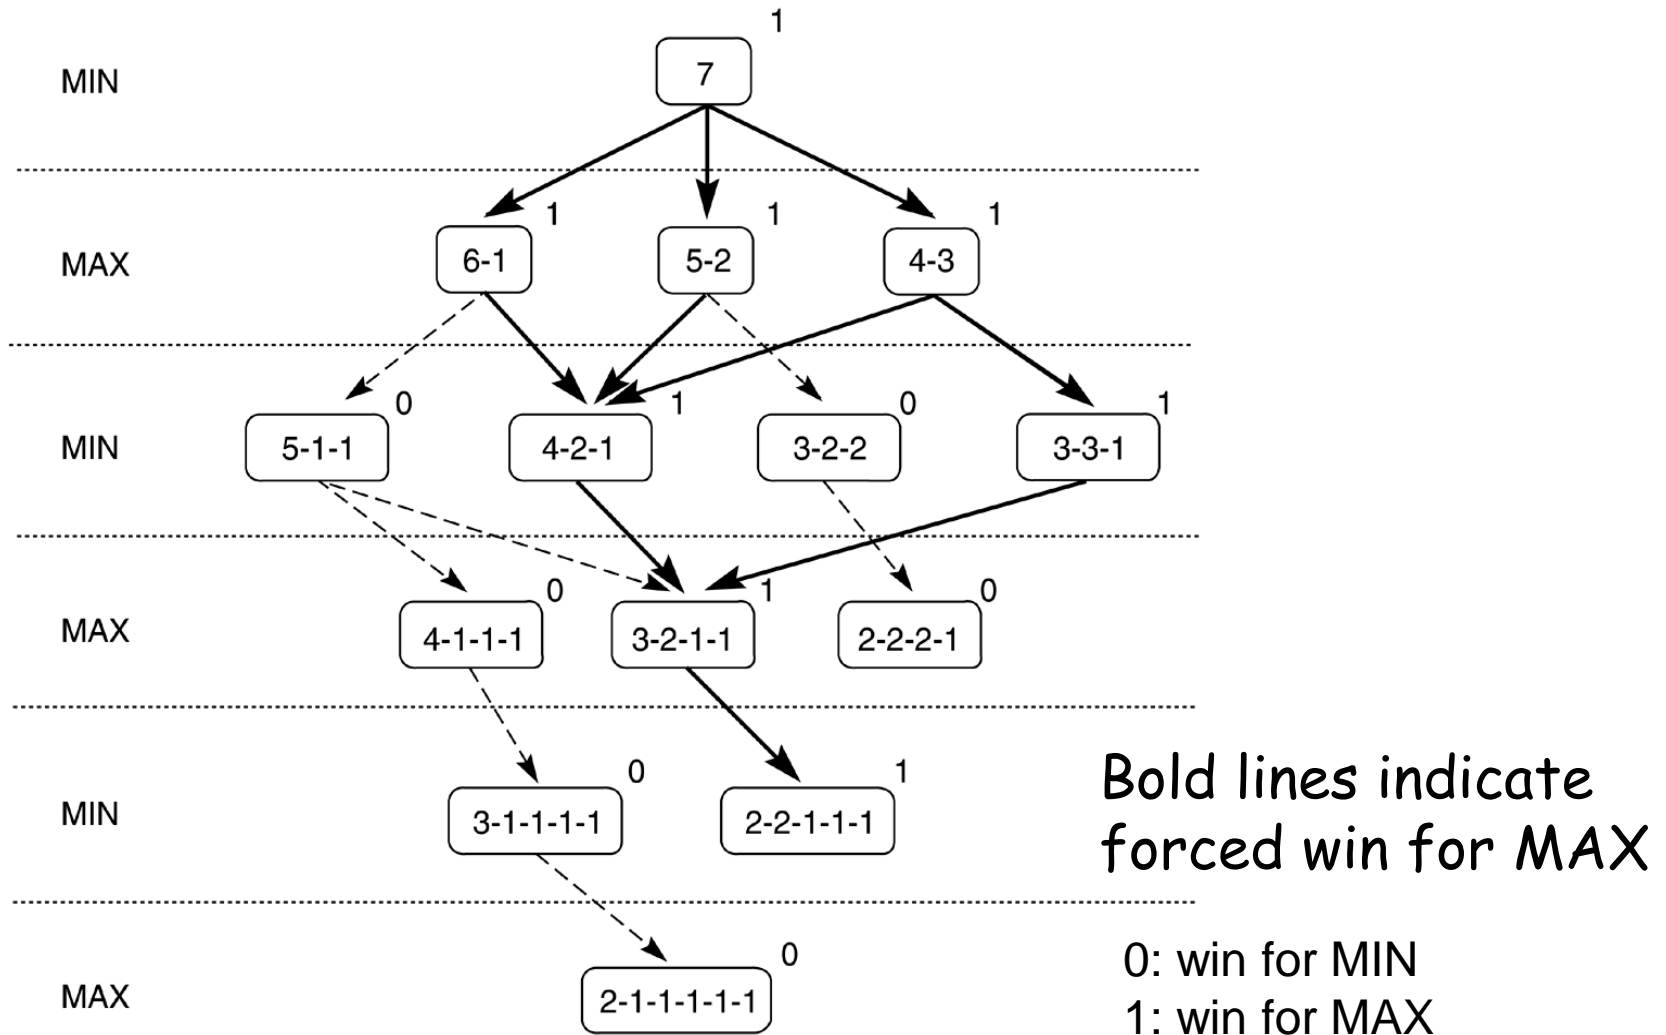 1
MIN
7
1
1
1
MAX
6-1
5-2
4-3
0
1
0
1
MIN
5-1-1
4-2-1
3-2-2
3-3-1
0
1
0
MAX
4-1-1-1
3-2-1-1
2-2-2-1
0
1
MIN
3-1-1-1-1
2-2-1-1-1
Bold lines indicate
forced win for MAX
0
MAX
2-1-1-1-1-1
0: win for MIN
1: win for MAX